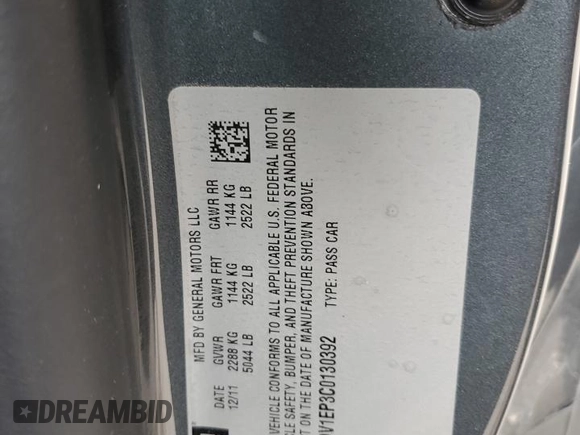 MFD BY GENERAL MOTORS LLC
DATE GVWR GAWR FRT GAWR RR
12/11 2288 KG 1144 KG 1144 KG
5044 LB 2522 LB 2522 LB
VEHICLE CONFORMS TO ALL APPLICABLE U.S. FEDERAL MOTOR
SAFETY, BUMPER, AND THEFT PREVENTION STANDARDS IN
ON THE DATE OF MANUFACTURE SHOWN ABOVE.
V1EP3C0130392 TYPE: PASS CAR
BIDAMERICA